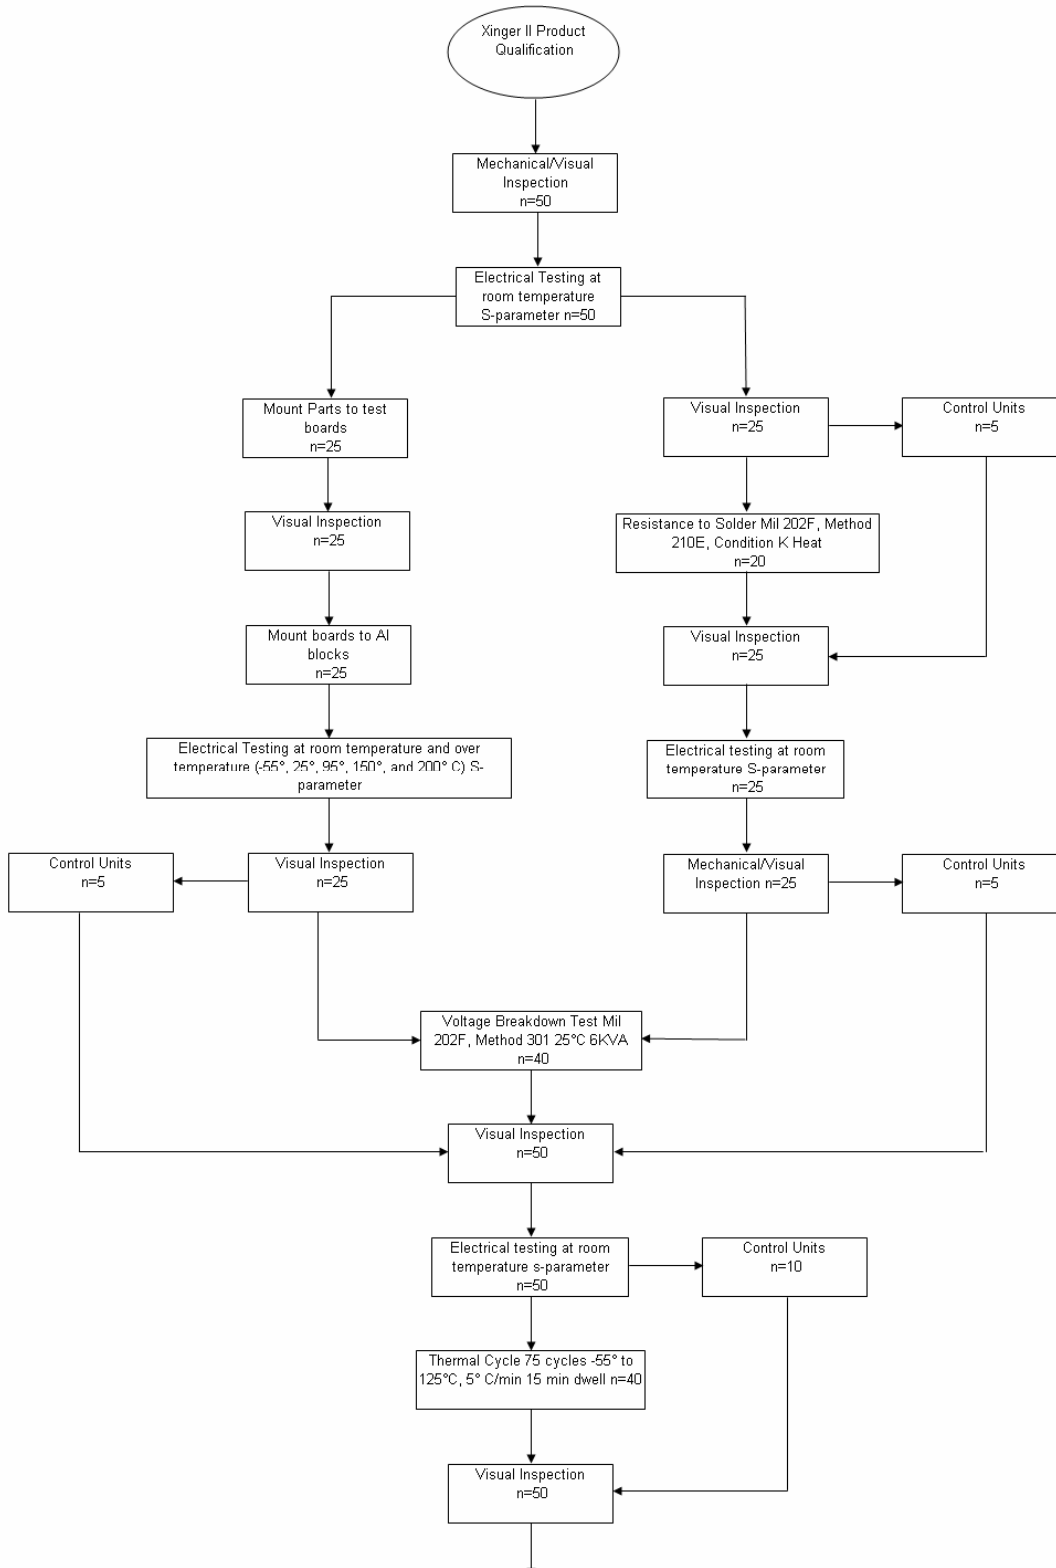 Xinger II Product
Qualification
Mechanical/Visual
Inspection
n=50
Electrical Testing at
room temperature
S-parameter n=50
Mount Parts to test
boards
n=25
Visual Inspection
n=25
Control Units
n=5
Visual Inspection
n=25
Resistance to Solder Mil 202F, Method
210E, Condition K Heat
n=20
Mount boards to Al
blocks
n=25
Visual Inspection
n=25
Electrical Testing at room temperature and over
temperature (-55°, 25°, 95°, 150°, and 200° C) S-
parameter
Electrical testing at room
temperature S-parameter
n=25
Control Units
n=5
Visual Inspection
n=25
Mechanical/Visual
Inspection n=25
Control Units
n=5
Voltage Breakdown Test Mil
202F, Method 301 25°C 6KVA
n=40
Visual Inspection
n=50
Electrical testing at room
temperature s-parameter
n=50
Control Units
n=10
Thermal Cycle 75 cycles -55° to
125°C, 5° C/min 15 min dwell n=40
Visual Inspection
n=50